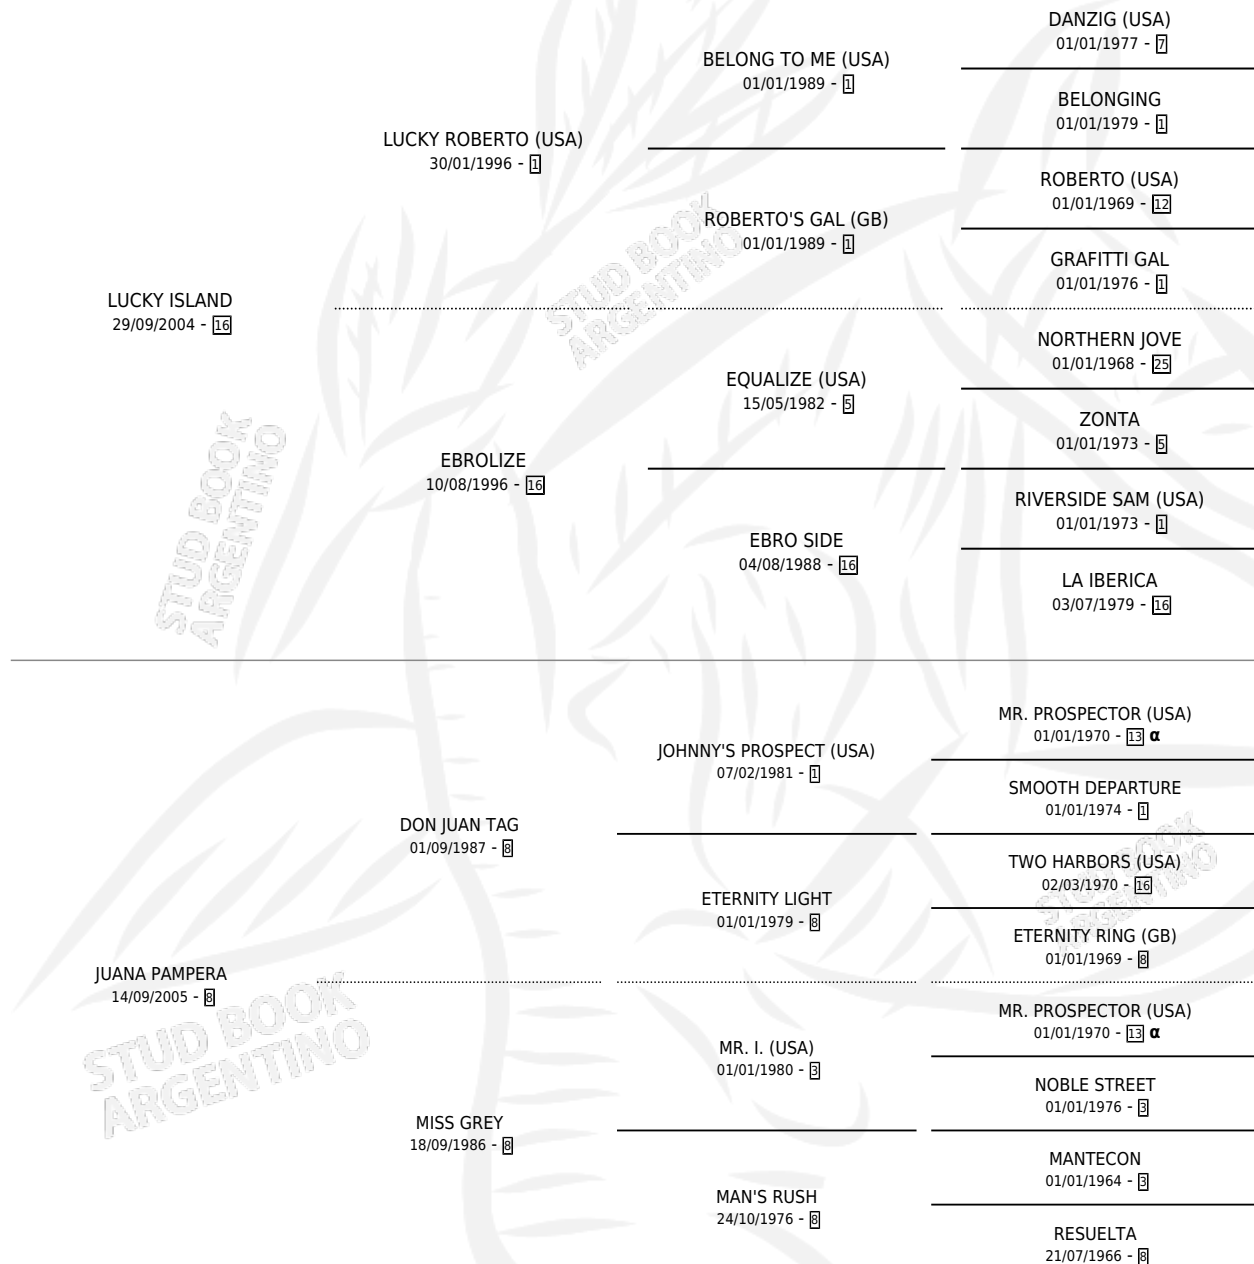 DANZIG (USA)
01/01/1977 - 7
BELONG TO ME (USA)
01/01/1989 - 1
BELONGING
01/01/1979 - 1
LUCKY ROBERTO (USA)
30/01/1996 - 1
ROBERTO (USA)
01/01/1969 - 12
ROBERTO'S GAL (GB)
01/01/1989 - 1
GRAFITTI GAL
01/01/1976 - 1
LUCKY ISLAND
29/09/2004 - 16
NORTHERN JOVE
01/01/1968 - 25
EQUALIZE (USA)
15/05/1982 - 5
ZONTA
01/01/1973 - 5
EBROLIZE
10/08/1996 - 16
RIVERSIDE SAM (USA)
01/01/1973 - 1
EBRO SIDE
04/08/1988 - 16
LA IBERICA
03/07/1979 - 16
MR. PROSPECTOR (USA)
01/01/1970 - 13 α
JOHNNY'S PROSPECT (USA)
07/02/1981 - 1
SMOOTH DEPARTURE
01/01/1974 - 1
DON JUAN TAG
01/09/1987 - 8
TWO HARBORS (USA)
02/03/1970 - 16
ETERNITY LIGHT
01/01/1979 - 8
ETERNITY RING (GB)
01/01/1969 - 8
JUANA PAMPERA
14/09/2005 - 8
MR. PROSPECTOR (USA)
01/01/1970 - 13 α
MR. I. (USA)
01/01/1980 - 3
NOBLE STREET
01/01/1976 - 3
MISS GREY
18/09/1986 - 8
MANTECON
01/01/1964 - 3
MAN'S RUSH
24/10/1976 - 8
RESUELTA
21/07/1966 - 8
STUD BOOK
ARGENTINO
STUD BOOK
ARGENTINO
STUD BOOK
ARGENTINO
STUD BOOK
ARGENTINO